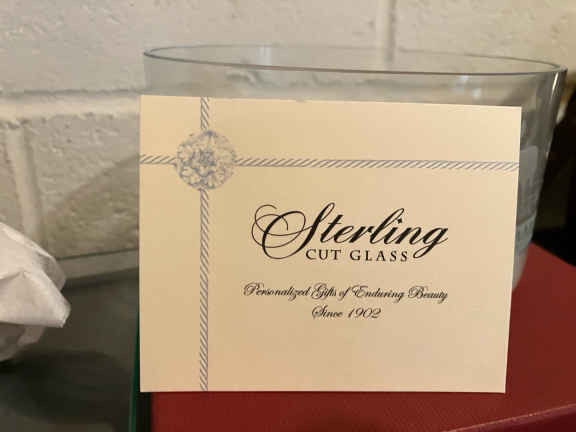 Sterling
CUT GLASS
Personalized Gifts of Enduring Beauty
Since 1902